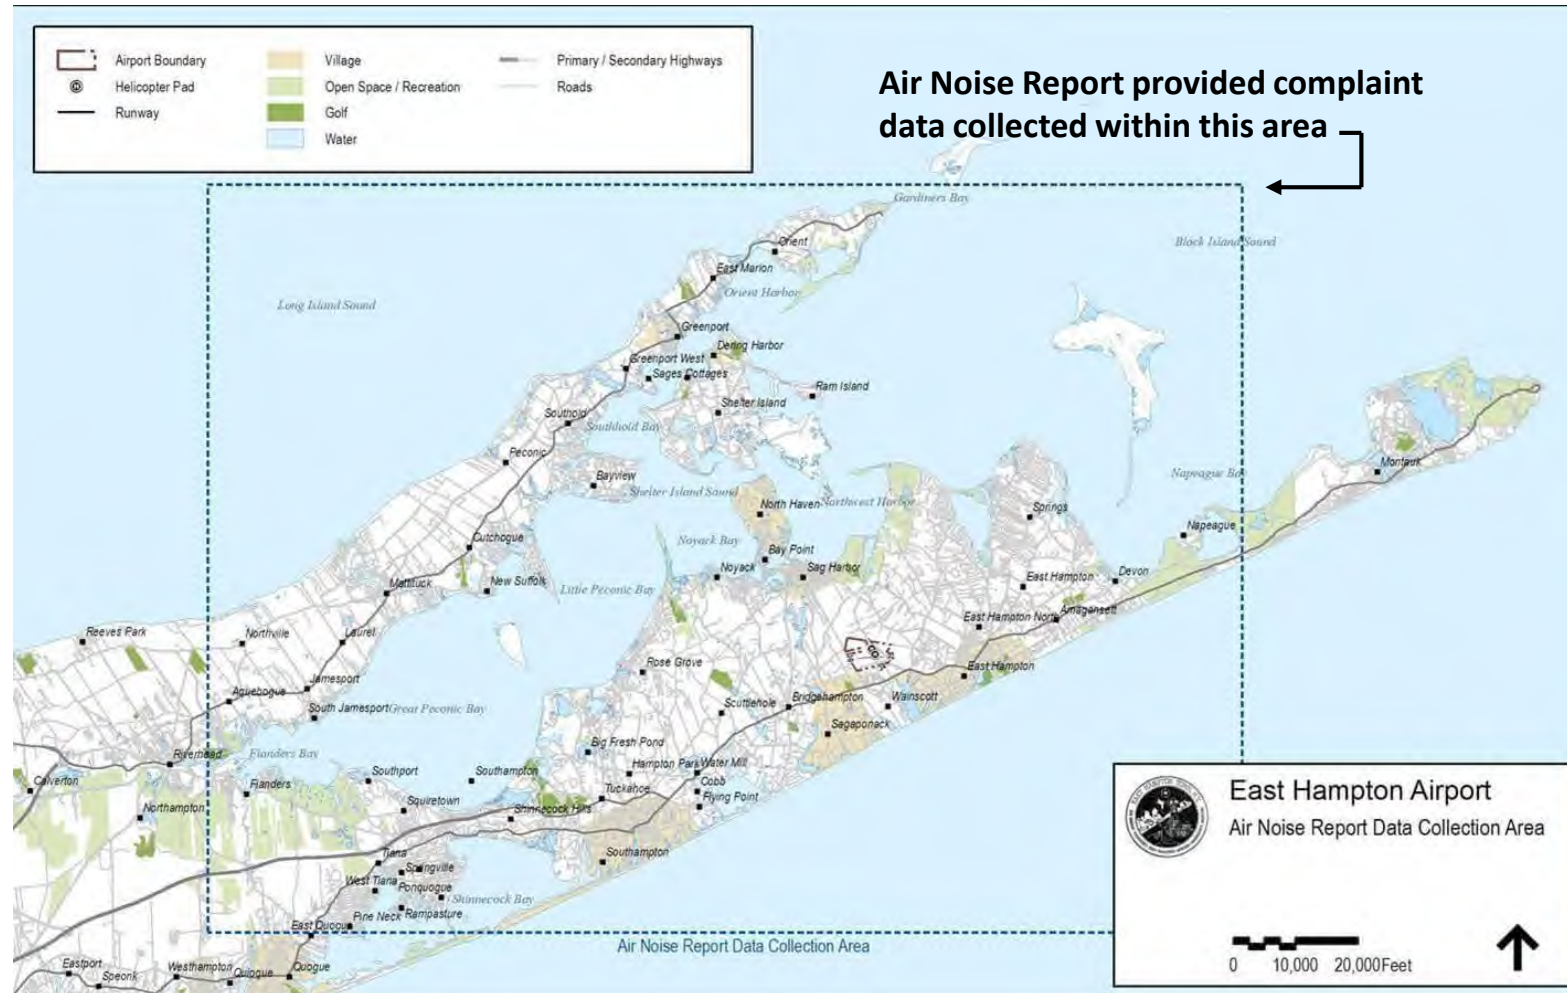 Airport Boundary
Helicopter Pad
Runway
Village
Open Space / Recreation
Golf
Water
Primary / Secondary Highways
Roads
Air Noise Report provided complaint
data collected within this area
Gardiners Bay
Orient
Block Island Sound
East Marion
Orient Harbor
Long Island Sound
Greenport
Dering Harbor
Greenport West
Sages Cottages
Ram Island
Shelter Island
Southold
Southhold Bay
Peconic
Montauk
Bayview
Napeague Bay
Shelter Island Sound
North Haven
Northwest Harbor
Springs
Napeague
Cutchogue
Noyack Bay
Bay Point
Noyack
Sag Harbor
Devon
Mattituck
New Suffolk
Little Peconic Bay
East Hampton
Amagansett
East Hampton North
Reeves Park
Northville
Laurel
Rose Grove
East Hampton
Aquebogue
Jamesport
Scuttlehole
Bridgehampton
Wainscott
South Jamesport
Great Peconic Bay
Sagaponack
Riverhead
Flanders Bay
Big Fresh Pond
Hampton Park
Water Mill
Calverton
Flanders
Southport
Southampton
Cobb
Tuckahoe
Flying Point
Northampton
Squiretown
Shinnecock Hills
Southampton
Tiana
Springville
West Tiana
Ponquogue
Shinnecock Bay
Pine Neck
Rampasture
East Quogue
Air Noise Report Data Collection Area
Eastport
Speonk
Westhampton
Quiogue
Quogue
East Hampton Airport
Air Noise Report Data Collection Area
0 10,000 20,000 Feet